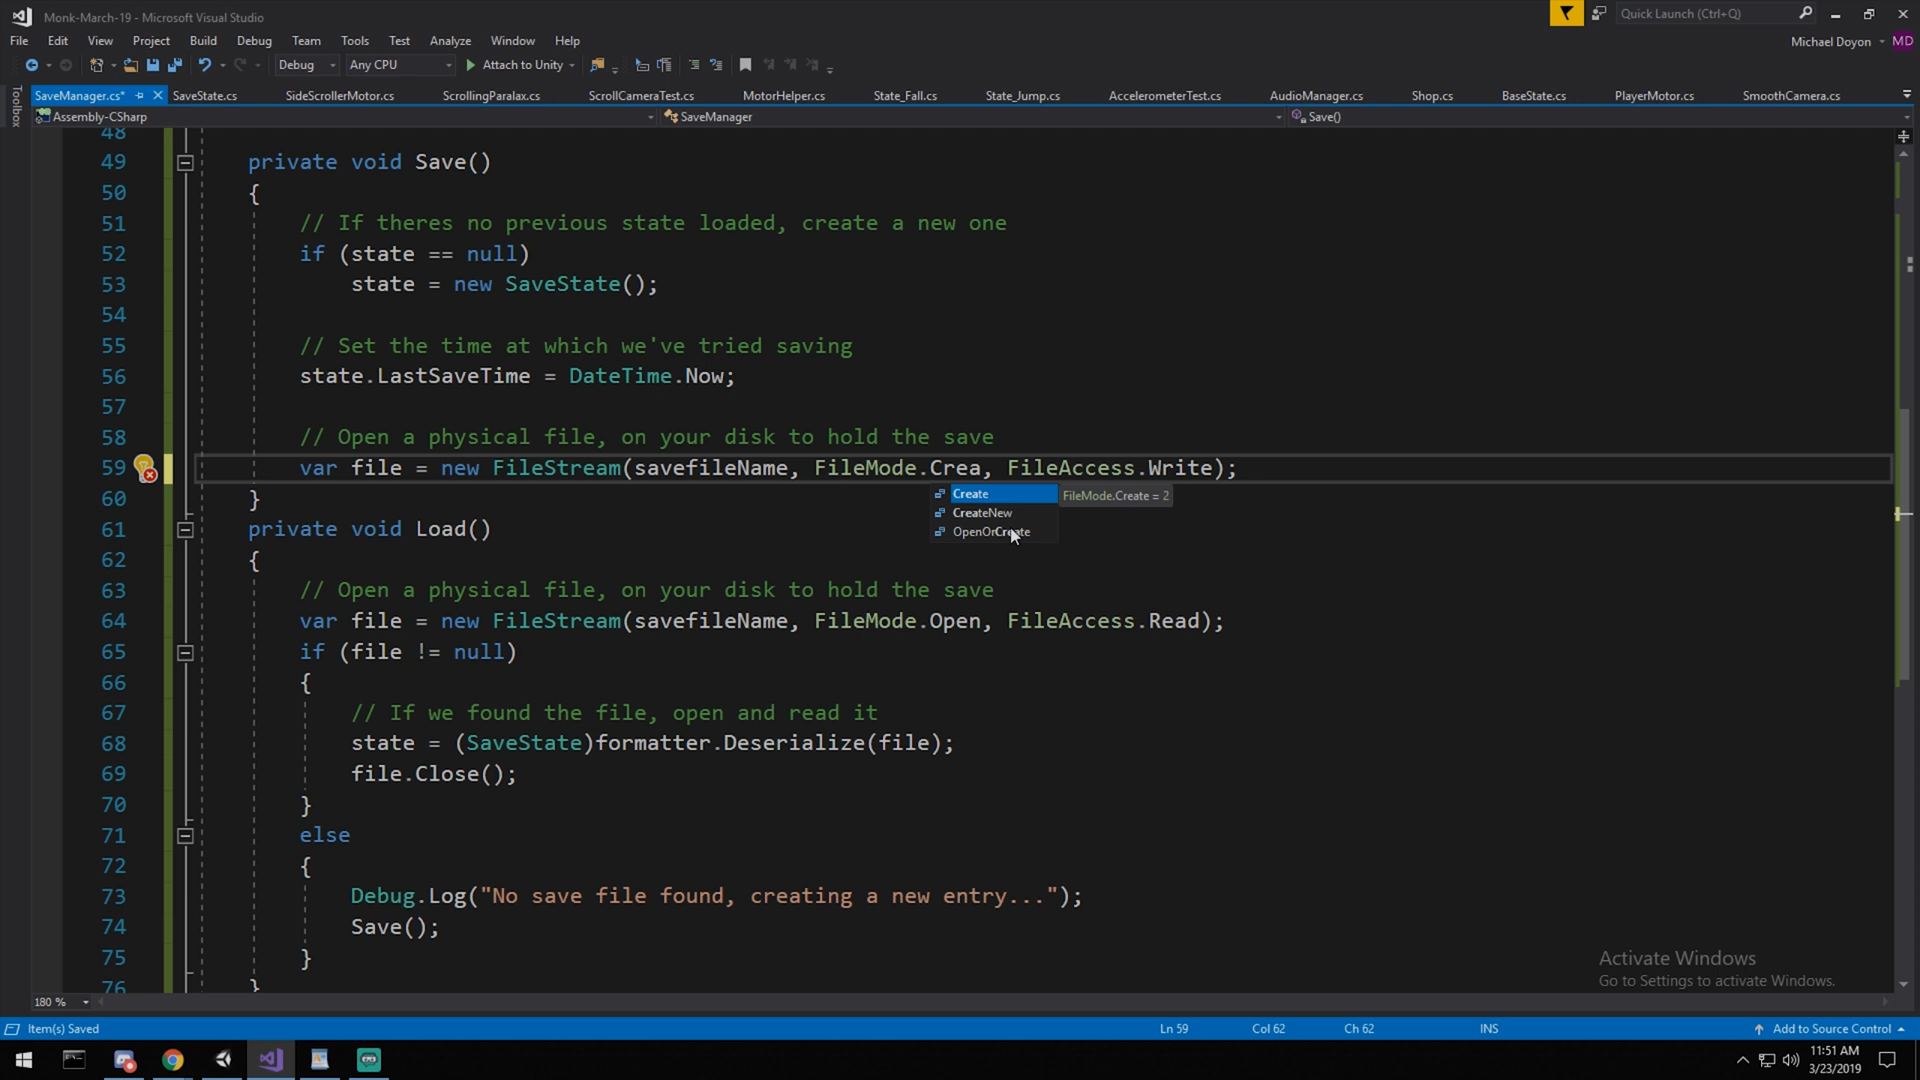 Monk-March-19 - Microsoft Visual Studio
Quick Launch (Ctrl+Q)
File Edit View Project Build Debug Team Tools Test Analyze Window Help
Michael Doyon MD
Debug Any CPU Attach to Unity
Toolbox
SaveManager.cs* SaveState.cs SideScrollerMotor.cs ScrollingParalax.cs ScrollCameraTest.cs MotorHelper.cs State_Fall.cs State_Jump.cs AccelerometerTest.cs AudioManager.cs Shop.cs BaseState.cs PlayerMotor.cs SmoothCamera.cs
Assembly-CSharp SaveManager Save()
48
49 private void Save()
50 {
51 // If theres no previous state loaded, create a new one
52 if (state == null)
53 state = new SaveState();
54
55 // Set the time at which we've tried saving
56 state.LastSaveTime = DateTime.Now;
57
58 // Open a physical file, on your disk to hold the save
59 var file = new FileStream(savefileName, FileMode.Crea, FileAccess.Write);
Create FileMode.Create = 2
CreateNew
OpenOrCreate
60 }
61 private void Load()
62 {
63 // Open a physical file, on your disk to hold the save
64 var file = new FileStream(savefileName, FileMode.Open, FileAccess.Read);
65 if (file != null)
66 {
67 // If we found the file, open and read it
68 state = (SaveState)formatter.Deserialize(file);
69 file.Close();
70 }
71 else
72 {
73 Debug.Log("No save file found, creating a new entry...");
74 Save();
75 }
76 }
Activate Windows
Go to Settings to activate Windows.
180 %
Item(s) Saved Ln 59 Col 62 Ch 62 INS Add to Source Control
11:51 AM
3/23/2019